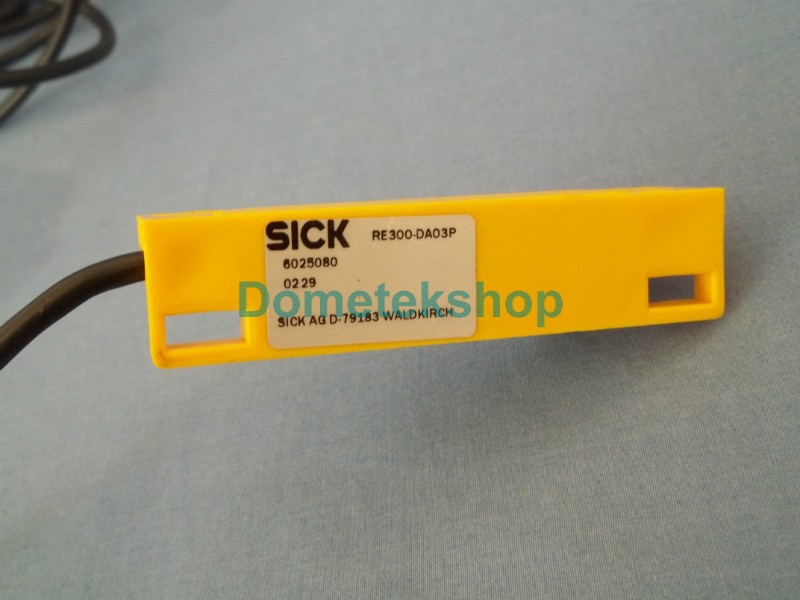 SICK RE300-DA03P
6025080
0229
Dometekshop
SICK AG D-79183 WALDKIRCH